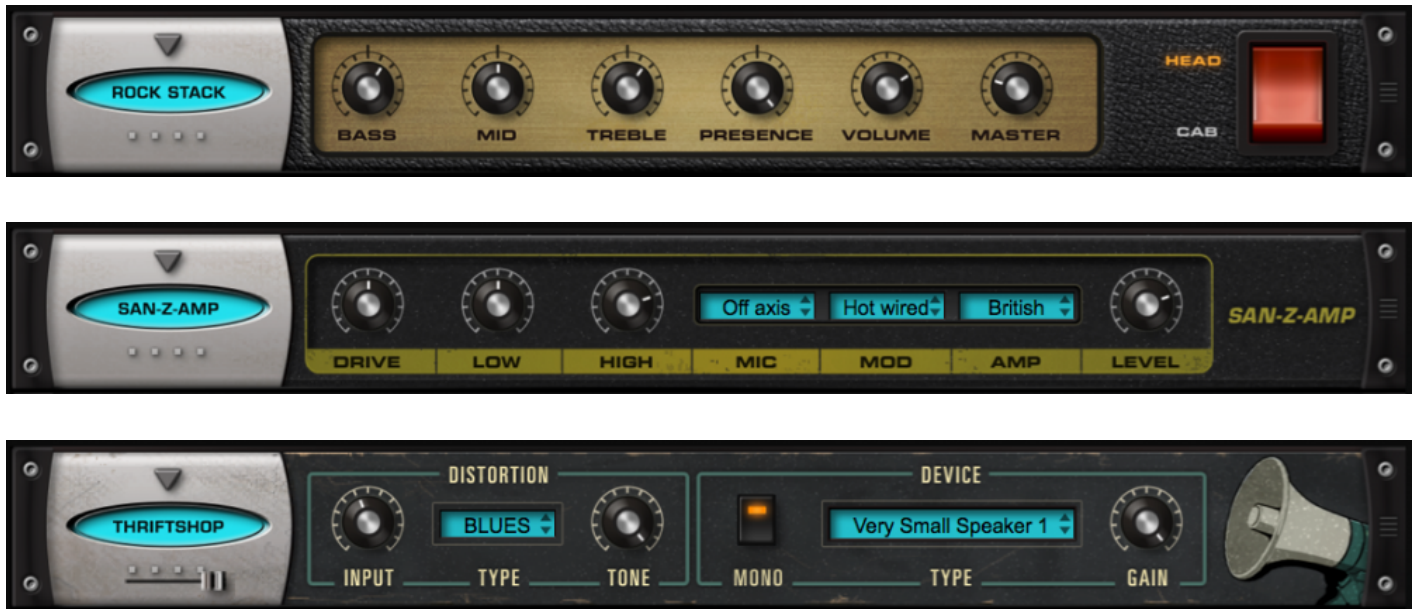 ROCK STACK
BASS MID TREBLE PRESENCE VOLUME MASTER
HEAD
CAB
SAN-Z-AMP
Off axis Hot wired British
DRIVE LOW HIGH MIC MOD AMP LEVEL
SAN-Z-AMP
THRIFTSHOP
DISTORTION
BLUES
INPUT TYPE TONE
DEVICE
Very Small Speaker 1
MONO TYPE GAIN